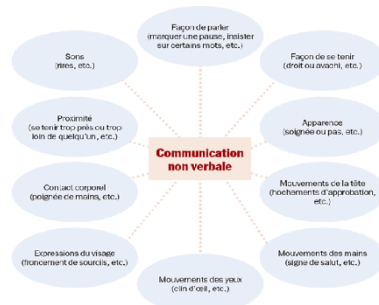 Façon de parler
(marquer une pause, insister
sur certains mots, etc.)
Sons
(rires, etc.)
Façon de se tenir
(droit ou avachi, etc.)
Proximité
(se tenir trop près ou trop
loin de quelqu'un, etc.)
Apparence
(soignée ou pas, etc.)
Communication
non verbale
Contact corporel
(poignée de mains, etc.)
Mouvements de la tête
(hochements d'approbation,
etc.)
Expressions du visage
(froncement de sourcils, etc.)
Mouvements des mains
(signe de salut, etc.)
Mouvements des yeux
(clin d'œil, etc.)